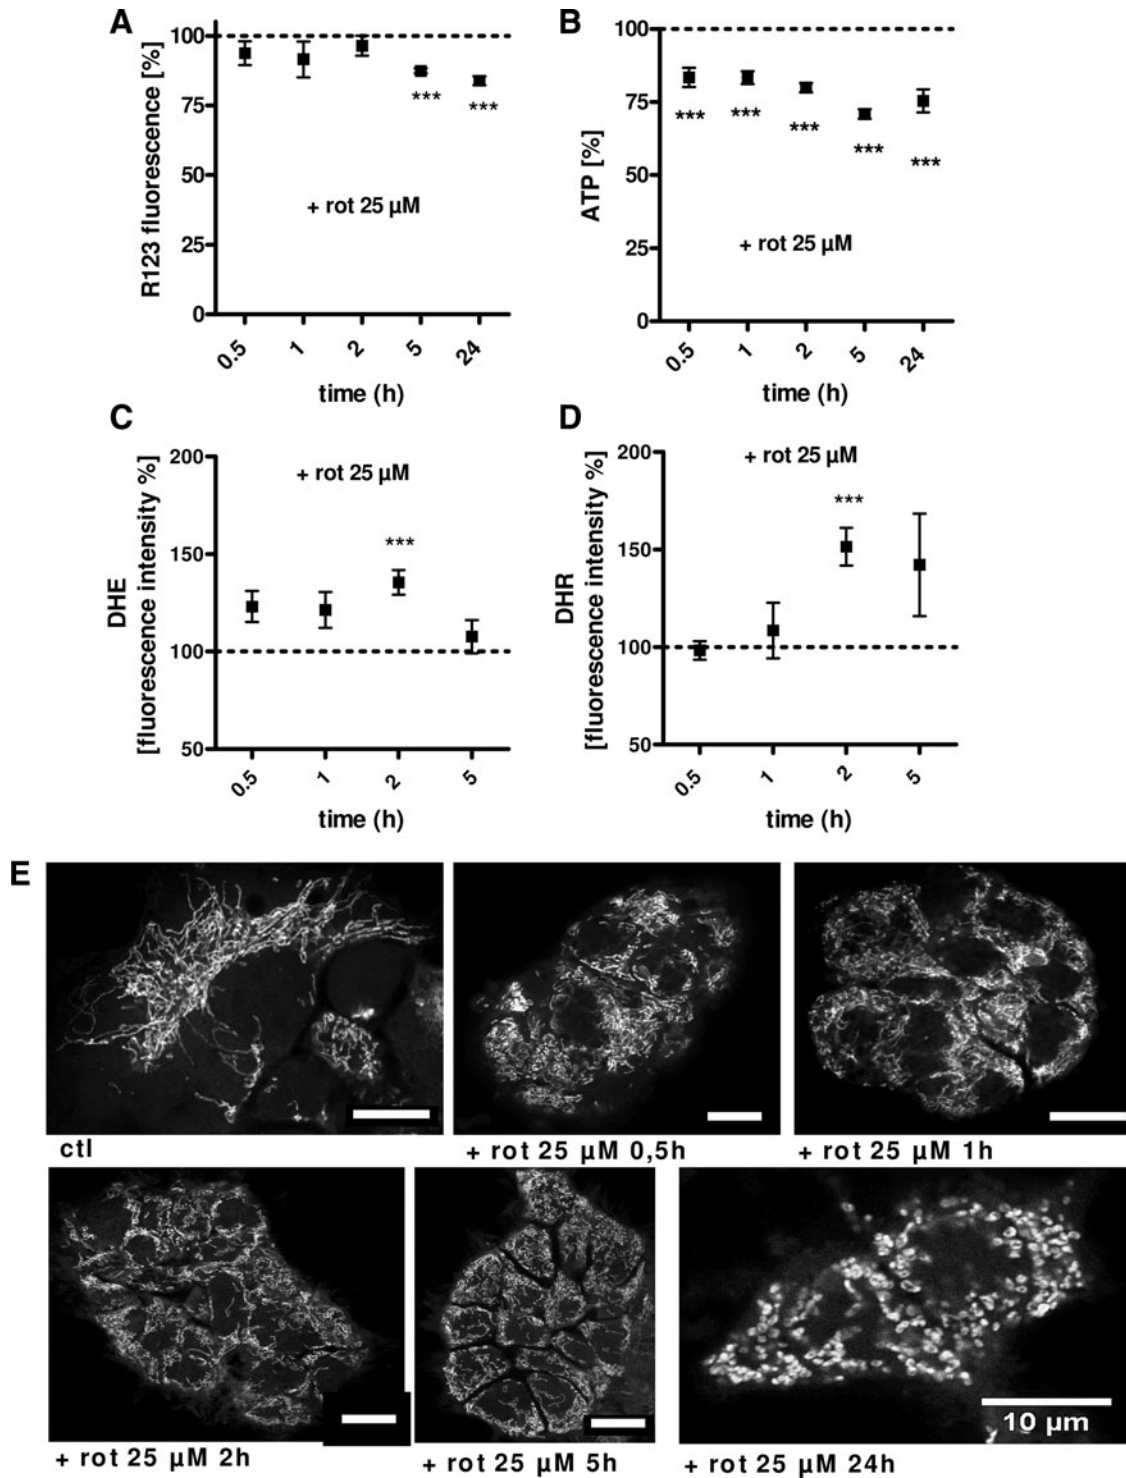 A
R123 fluorescence [%]
100
75
50
25
0
*** ***
+ rot 25 µM
0.5 1 2 5 24
time (h)
B
ATP [%]
100
75
50
25
0
*** *** *** *** ***
+ rot 25 µM
0.5 1 2 5 24
time (h)
C
DHE
[fluorescence intensity %]
200
150
100
50
+ rot 25 µM
***
0.5 1 2 5
time (h)
D
DHR
[fluorescence intensity %]
200
150
100
50
+ rot 25 µM
***
0.5 1 2 5
time (h)
E
ctl
+ rot 25 µM 0,5h
+ rot 25 µM 1h
+ rot 25 µM 2h
+ rot 25 µM 5h
10 µm
+ rot 25 µM 24h